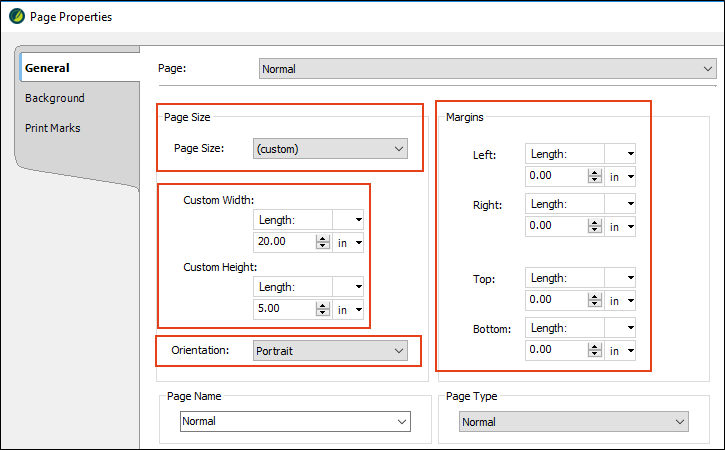 Page Properties
General
Background
Print Marks
Page: Normal
Page Size
Page Size: (custom)
Custom Width:
Length:
20.00 in
Custom Height:
Length:
5.00 in
Orientation: Portrait
Margins
Left: Length:
0.00 in
Right: Length:
0.00 in
Top: Length:
0.00 in
Bottom: Length:
0.00 in
Page Name
Normal
Page Type
Normal